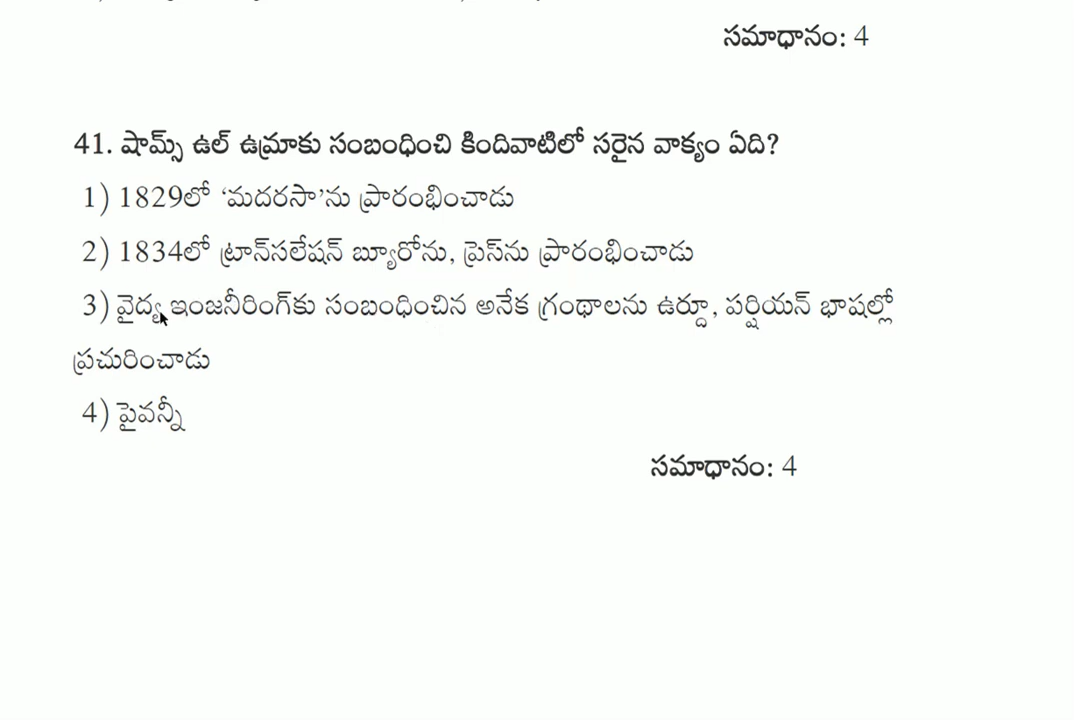 సమాధానం: 4
41. షామ్స్ ఉల్ ఉమ్రాకు సంబంధించి కిందివాటిలో సరైన వాక్యం ఏది?
1) 1829లో ‘మదరసా’ను ప్రారంభించాడు
2) 1834లో ట్రాన్‌సలేషన్ బ్యూరోను, ప్రెస్‌ను ప్రారంభించాడు
3) వైద్య ఇంజనీరింగ్‌కు సంబంధించిన అనేక గ్రంథాలను ఉర్దూ, పర్షియన్ భాషల్లో
ప్రచురించాడు
4) పైవన్నీ
సమాధానం: 4